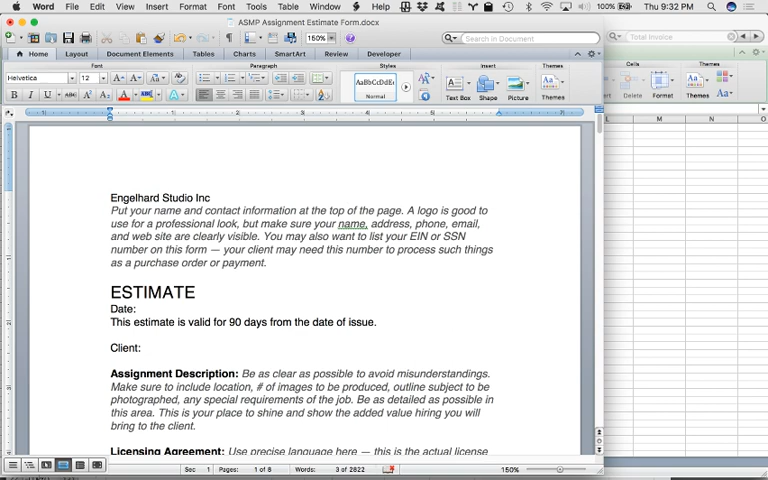 Word File Edit View Insert Format Font Tools Table Window Help 100% Thu 9:32 PM
ASMP Assignment Estimate Form.docx
150% Search in Document Total Invoice
Home Layout Document Elements Tables Charts SmartArt Review Developer
Font Paragraph Styles Insert Themes Cells Themes
Helvetica 12 AaBbCcDdEe Normal Text Box Shape Picture Themes Delete Format Themes
M N O
Engelhard Studio Inc
Put your name and contact information at the top of the page. A logo is good to
use for a professional look, but make sure your name, address, phone, email,
and web site are clearly visible. You may also want to list your EIN or SSN
number on this form — your client may need this number to process such things
as a purchase order or payment.
ESTIMATE
Date:
This estimate is valid for 90 days from the date of issue.
Client:
Assignment Description: Be as clear as possible to avoid misunderstandings.
Make sure to include location, # of images to be produced, outline subject to be
photographed, any special requirements of the job. Be as detailed as possible in
this area. This is your place to shine and show the added value hiring you will
bring to the client.
Licensing Agreement: Use precise language here — this is the actual license
Sec 1 Pages: 1 of 8 Words: 3 of 2822 150%